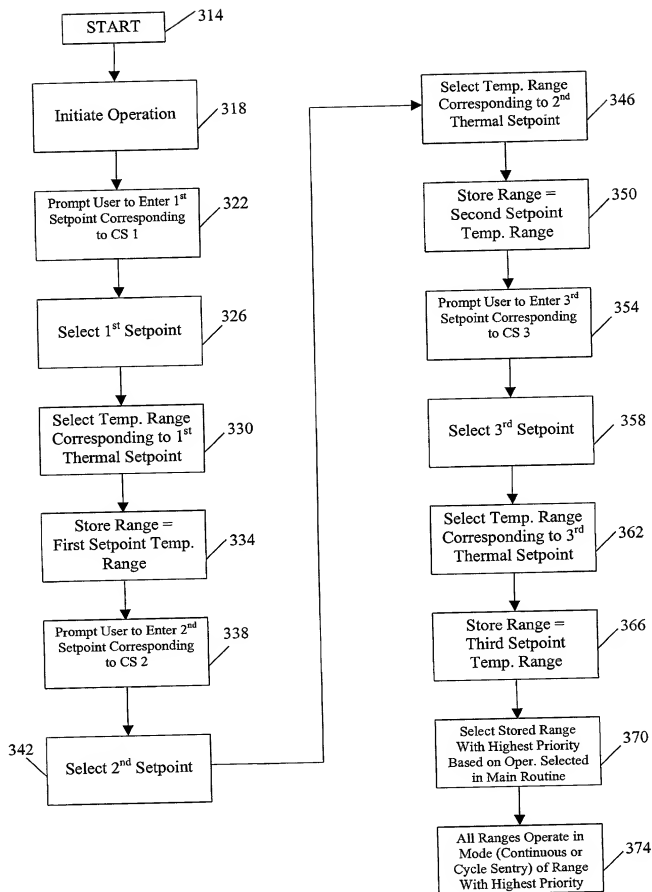 START
314
Initiate Operation
318
Prompt User to Enter 1st
Setpoint Corresponding
to CS 1
322
Select 1st Setpoint
326
Select Temp. Range
Corresponding to 1st
Thermal Setpoint
330
Store Range =
First Setpoint Temp.
Range
334
Prompt User to Enter 2nd
Setpoint Corresponding
to CS 2
338
342
Select 2nd Setpoint
Select Temp. Range
Corresponding to 2nd
Thermal Setpoint
346
Store Range =
Second Setpoint
Temp. Range
350
Prompt User to Enter 3rd
Setpoint Corresponding
to CS 3
354
Select 3rd Setpoint
358
Select Temp. Range
Corresponding to 3rd
Thermal Setpoint
362
Store Range =
Third Setpoint
Temp. Range
366
Select Stored Range
With Highest Priority
Based on Oper. Selected
in Main Routine
370
All Ranges Operate in
Mode (Continuous or
Cycle Sentry) of Range
With Highest Priority
374